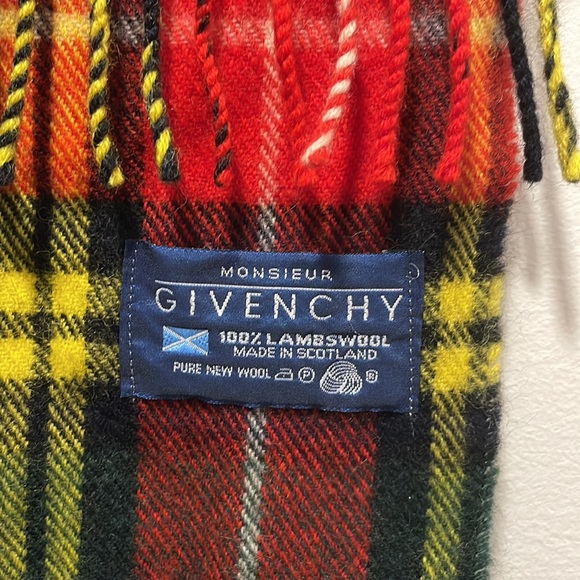 MONSIEUR
GIVENCHY
100% LAMBSWOOL
MADE IN SCOTLAND
PURE NEW WOOL P ®